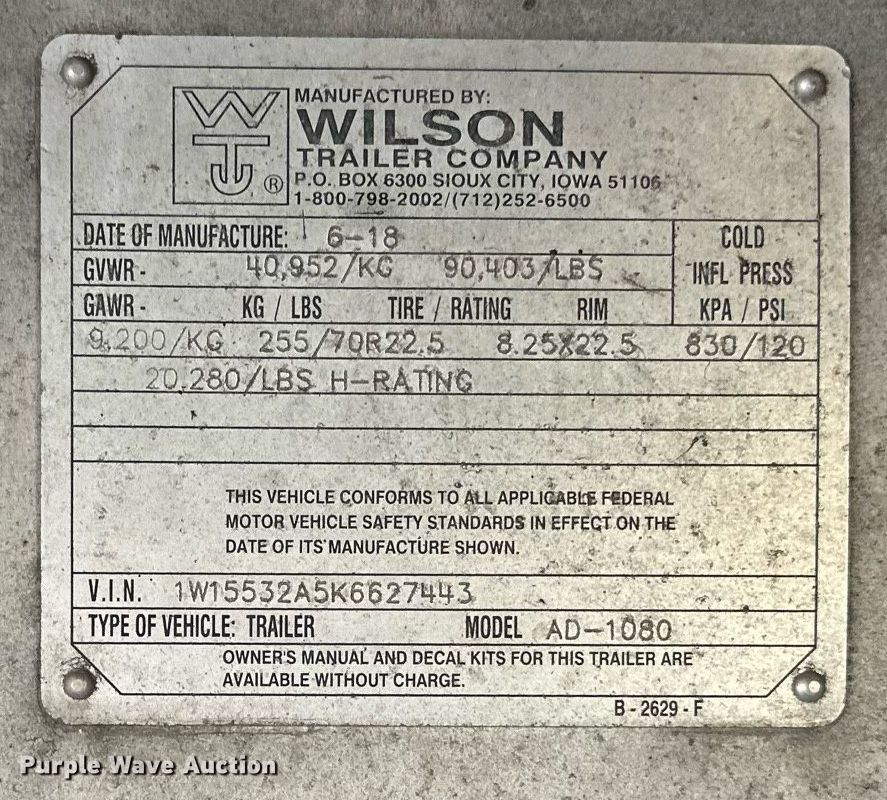 MANUFACTURED BY:
WILSON
TRAILER COMPANY
P.O. BOX 6300 SIOUX CITY, IOWA 51106
1-800-798-2002/(712)252-6500
WTJ ®
DATE OF MANUFACTURE: 6-18
COLD
GVWR - 40,952/KG 90,403/LBS
INFL PRESS
GAWR - KG / LBS TIRE / RATING RIM KPA / PSI
9,200/KG 255/70R22.5 8.25X22.5 830/120
20,280/LBS H-RATING
THIS VEHICLE CONFORMS TO ALL APPLICABLE FEDERAL
MOTOR VEHICLE SAFETY STANDARDS IN EFFECT ON THE
DATE OF ITS MANUFACTURE SHOWN.
V.I.N. 1W15532A5K6627443
TYPE OF VEHICLE: TRAILER MODEL AD-1080
OWNER'S MANUAL AND DECAL KITS FOR THIS TRAILER ARE
AVAILABLE WITHOUT CHARGE.
B - 2629 - F
Purple Wave Auction